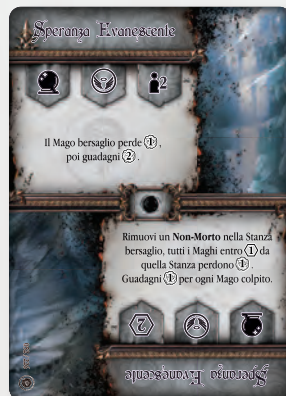 Speranza Evanescente
2
Il Mago bersaglio perde 1,
poi guadagni 2.
Rimuovi un Non-Morto nella Stanza
bersaglio, tutti i Maghi entro 1 da
quella Stanza perdono 1.
Guadagni 1 per ogni Mago colpito.
2
Speranza Evanescente